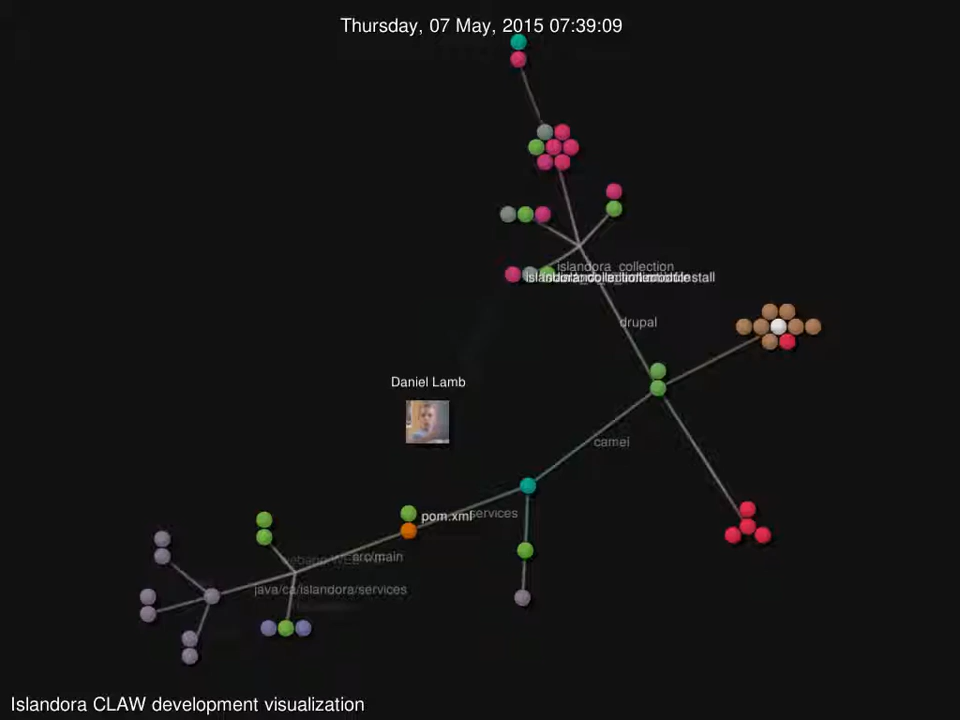 Thursday, 07 May, 2015 07:39:09
islandora_collection
drupal
Daniel Lamb
camel
pom.xml
services
src/main
java/ca/islandora/services
Islandora CLAW development visualization